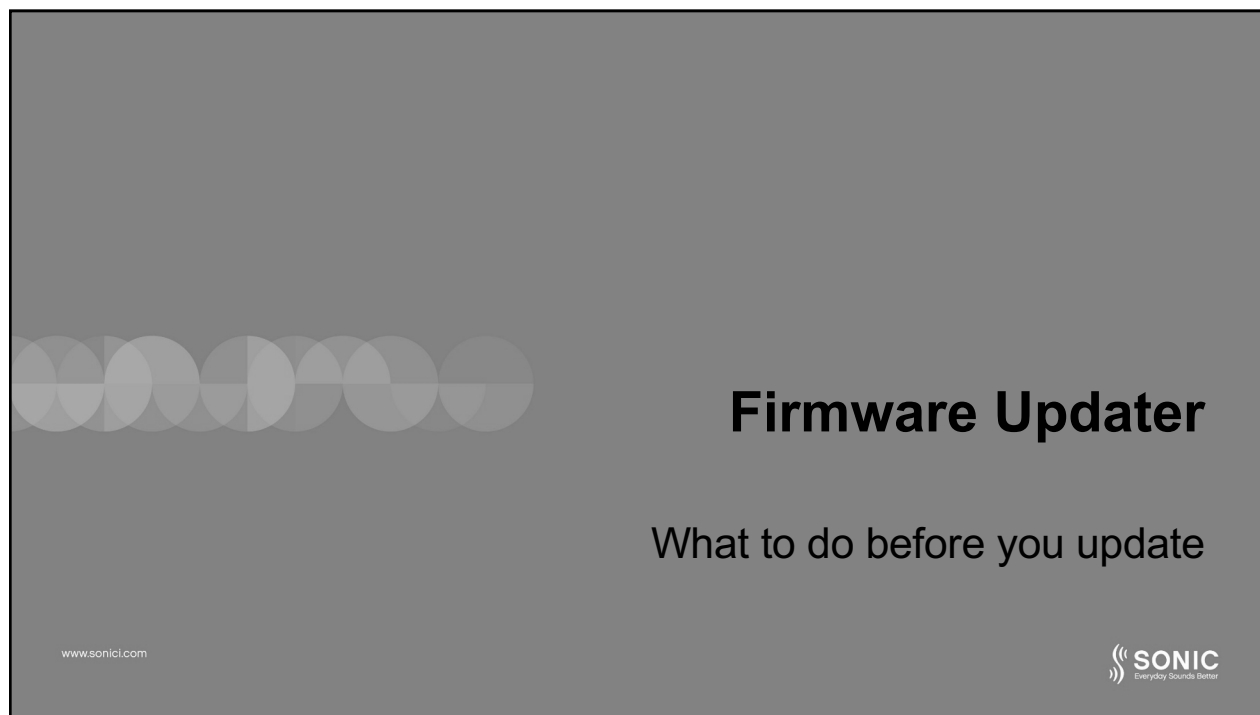 Firmware Updater
What to do before you update
www.sonici.com
SONIC
Everyday Sounds Better